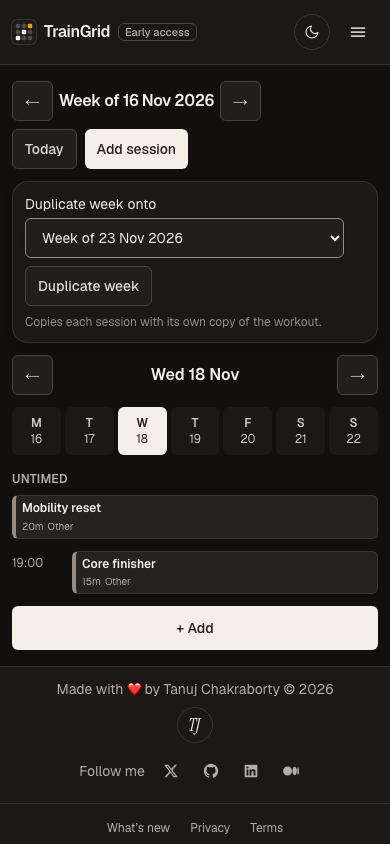 TrainGrid Early access
← Week of 16 Nov 2026 →
Today Add session
Duplicate week onto
Week of 23 Nov 2026
Duplicate week
Copies each session with its own copy of the workout.
← Wed 18 Nov →
M T W T F S S
16 17 18 19 20 21 22
UNTIMED
Mobility reset
20m Other
19:00 Core finisher
15m Other
+ Add
Made with ❤️ by Tanuj Chakraborty © 2026
TJ
Follow me
What's new Privacy Terms